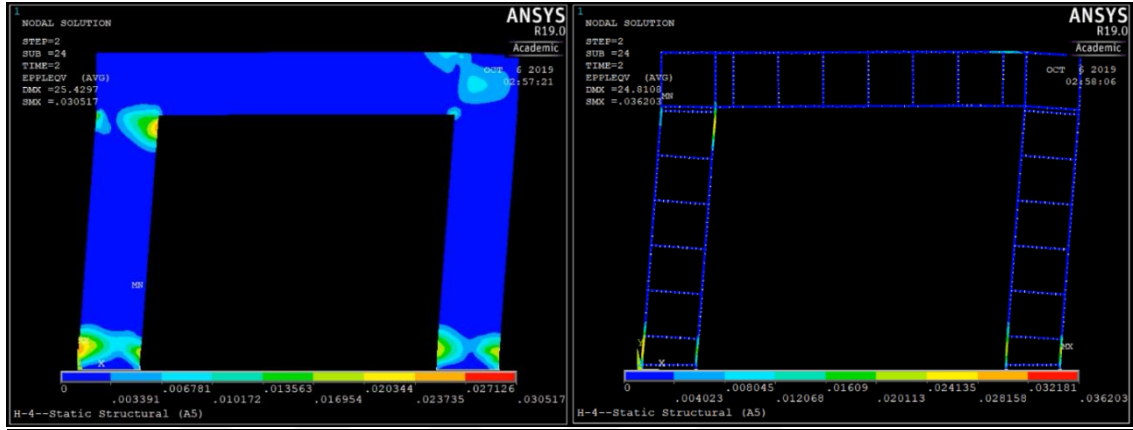 1
NODAL SOLUTION
STEP=2
SUB =24
TIME=2
EPPLEQV (AVG)
DMX =25.4297
SMX =.030517
ANSYS
R19.0
Academic
OCT 6 2019
02:57:21
MN
X
0 .006781 .013563 .020344 .027126
.003391 .010172 .016954 .023735 .030517
H-4--Static Structural (A5)
1
NODAL SOLUTION
STEP=2
SUB =24
TIME=2
EPPLEQV (AVG)
DMX =24.8108
SMX =.036203
ANSYS
R19.0
Academic
OCT 6 2019
02:58:06
MN
MX
Y
X
0 .008045 .01609 .024135 .032181
.004023 .012068 .020113 .028158 .036203
H-4--Static Structural (A5)